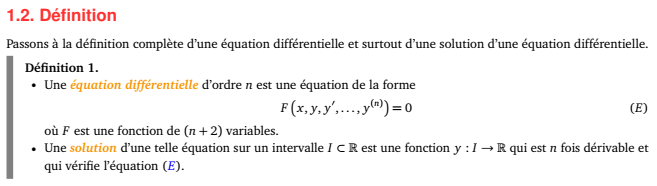 1.2. Définition
Passons à la définition complète d'une équation différentielle et surtout d'une solution d'une équation différentielle.
Définition 1.
• Une équation différentielle d'ordre n est une équation de la forme
F(x, y, y′, …, y⁽ⁿ⁾) = 0 (E)
où F est une fonction de (n + 2) variables.
• Une solution d'une telle équation sur un intervalle I ⊂ ℝ est une fonction y : I → ℝ qui est n fois dérivable et
qui vérifie l'équation (E).